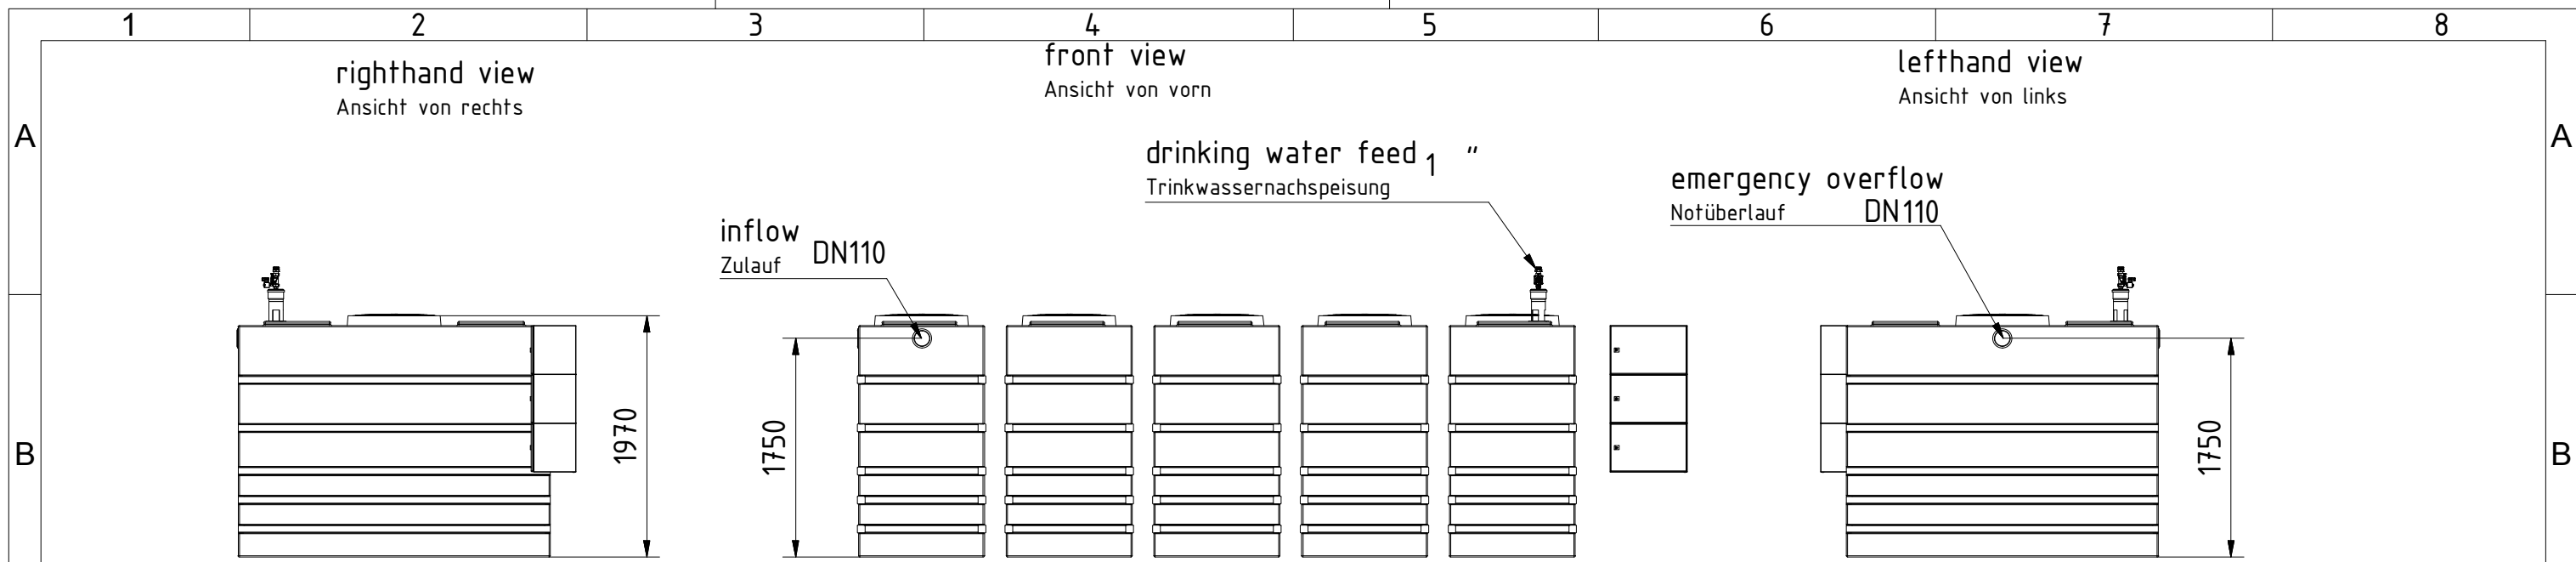 1 2 3 4 5 6 7 8
A A
righthand view
Ansicht von rechts
front view
Ansicht von vorn
lefthand view
Ansicht von links
drinking water feed 1 "
Trinkwassernachspeisung
emergency overflow
Notüberlauf DN110
inflow
Zulauf DN110
B B
1970
1750
1750